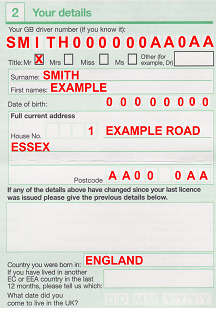 2 Your details
Your GB driver number (if you know it):
SMITH000000AA0AA
Title: Mr X Mrs Miss Ms Other (for example, Dr)
Surname: SMITH
First names: EXAMPLE
Date of birth: 0 0 0 0 0 0 0 0
Full current address
House No. 1 EXAMPLE ROAD
ESSEX
Postcode AA00 0AA
If any of the details above have changed since your last licence
was issued please give the previous details below.
Country you were born in: ENGLAND
If you have lived in another
EC or EEA country in the last
12 months, please tell us which:
What date did you
come to live in the UK? DD MM YYYY